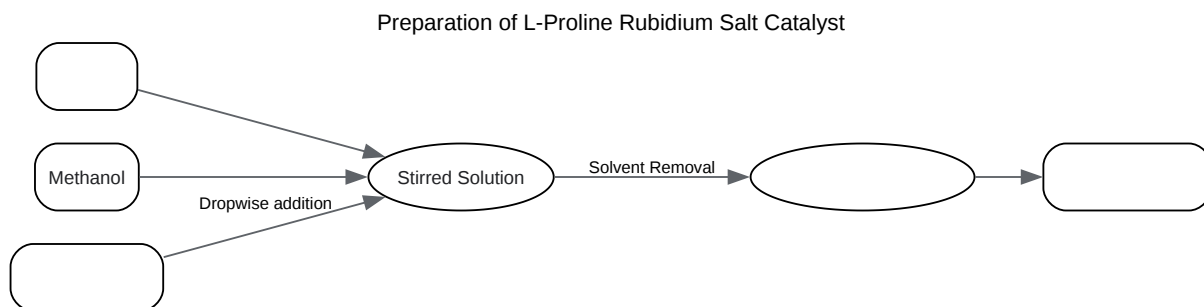 Preparation of L-Proline Rubidium Salt Catalyst
Methanol
Dropwise addition
Stirred Solution
Solvent Removal